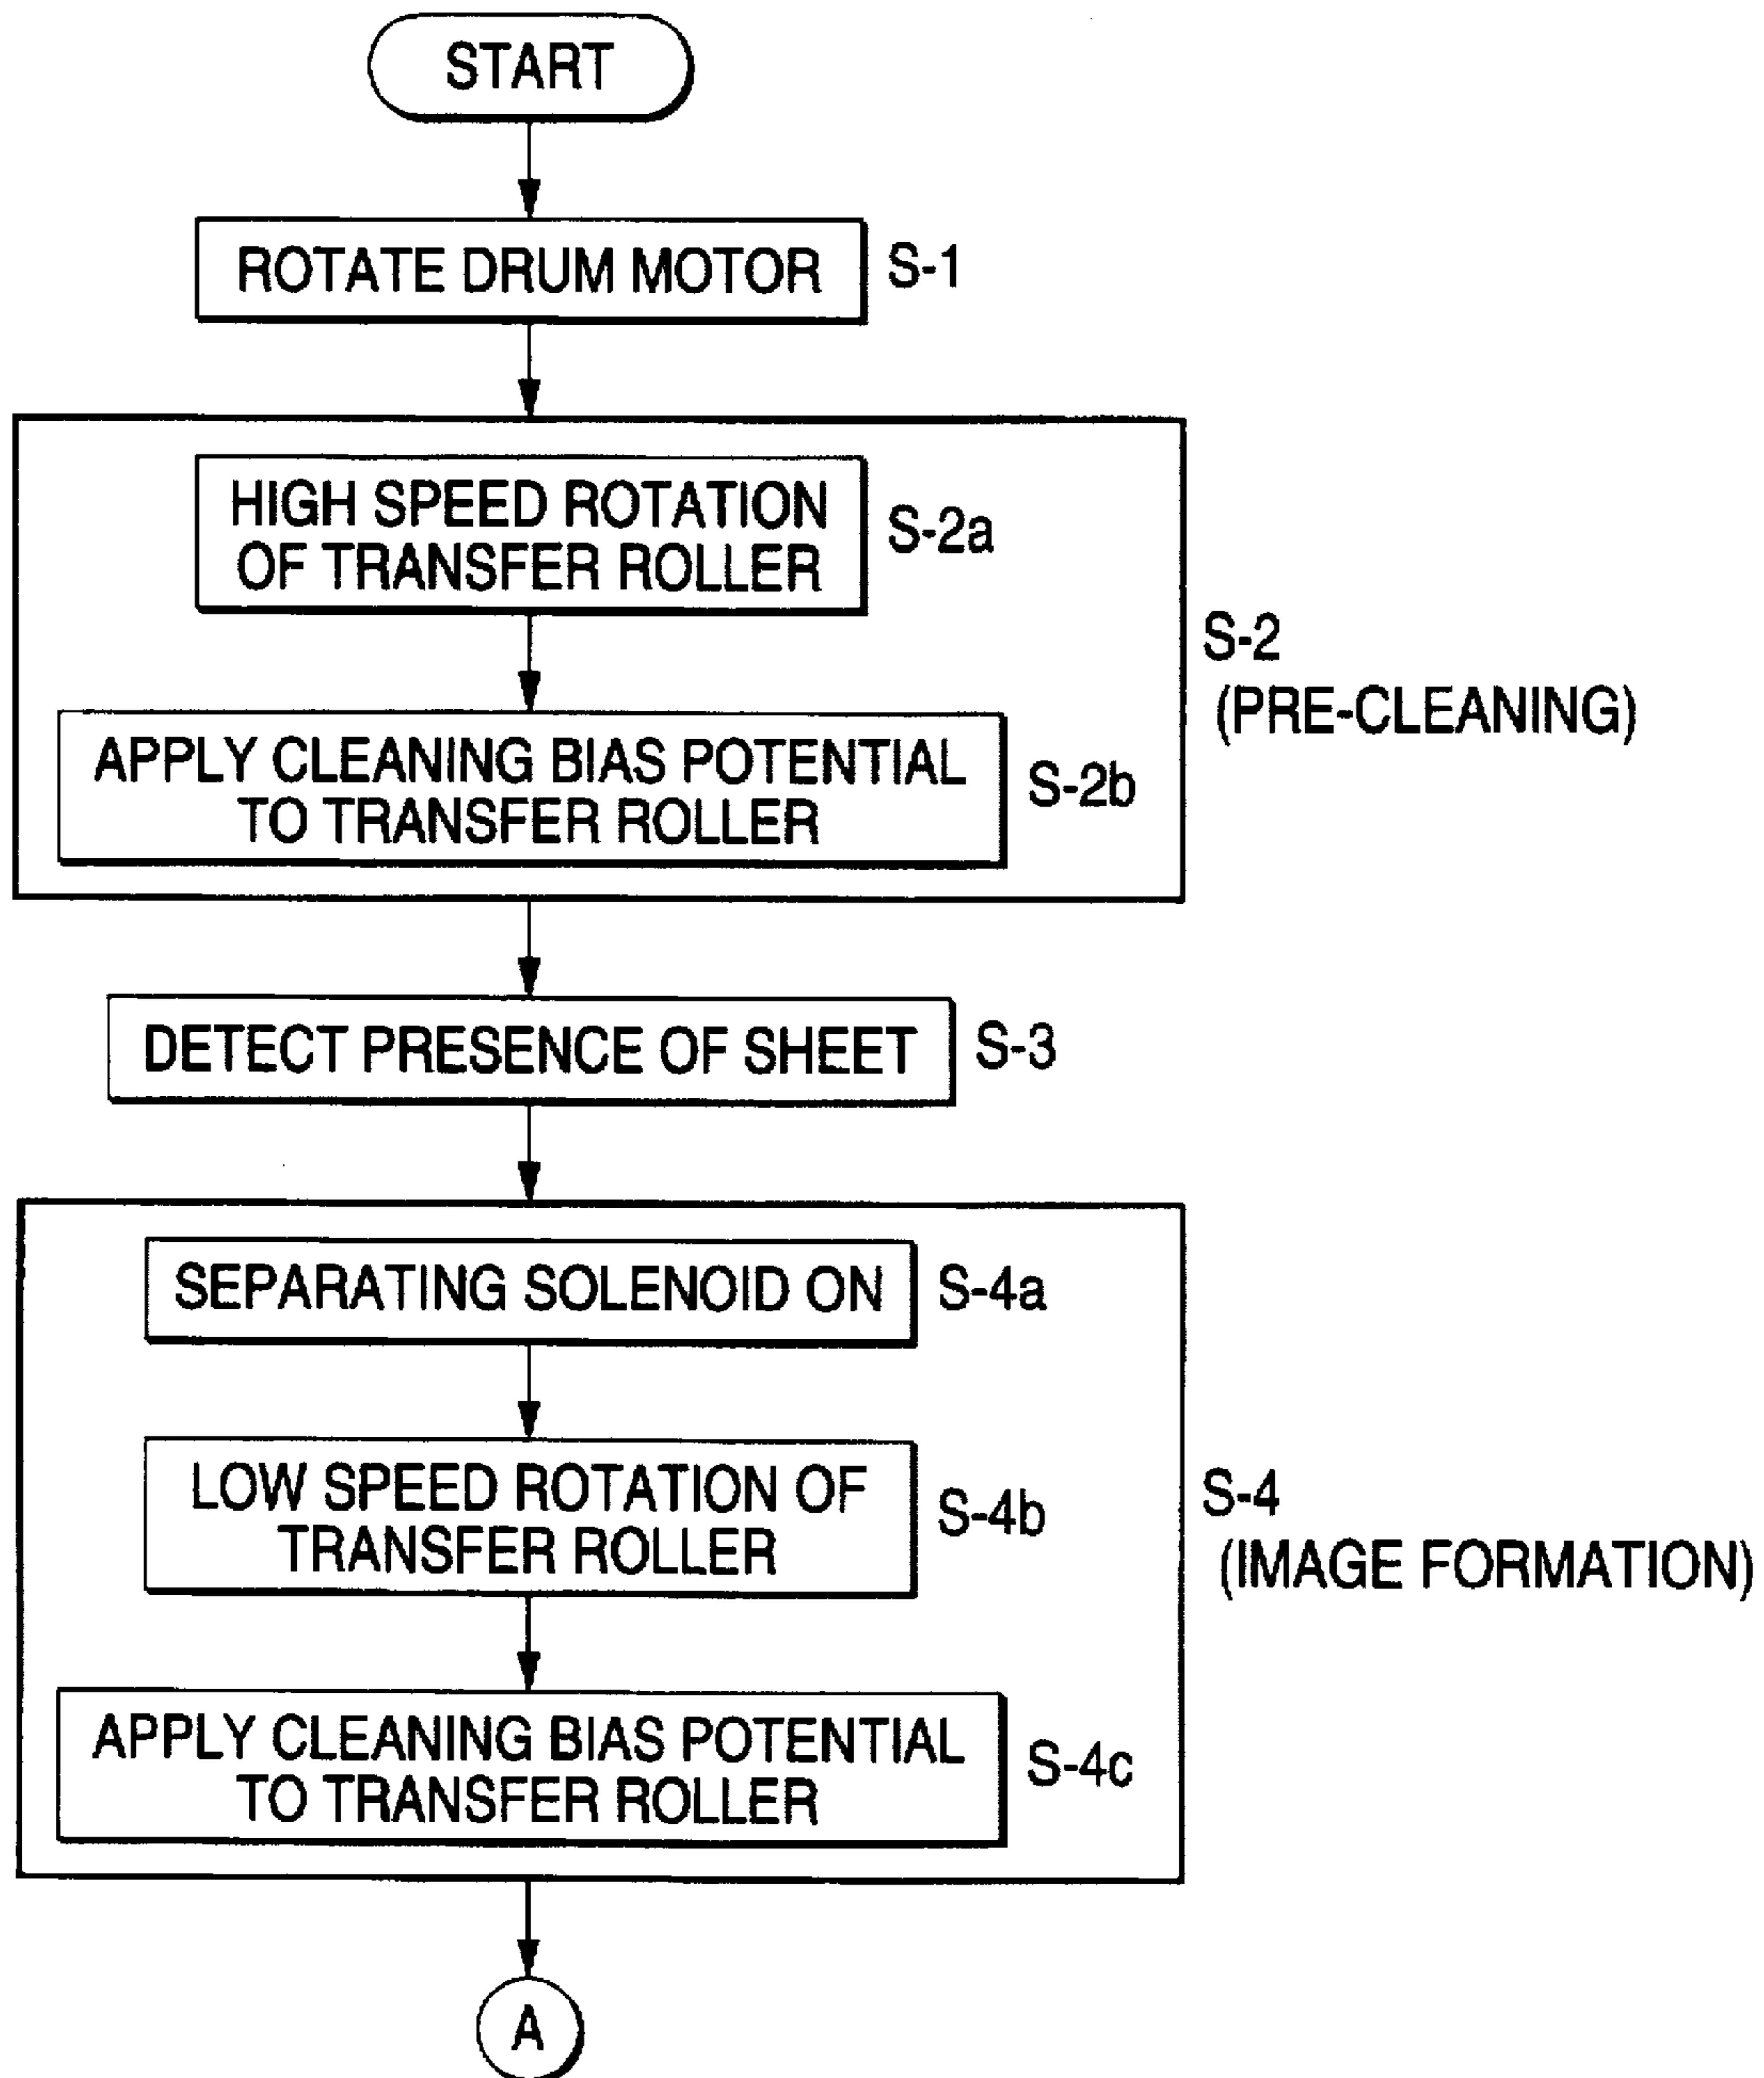 START
ROTATE DRUM MOTOR
S-1
HIGH SPEED ROTATION
OF TRANSFER ROLLER
S-2a
APPLY CLEANING BIAS POTENTIAL
TO TRANSFER ROLLER
S-2b
S-2
(PRE-CLEANING)
DETECT PRESENCE OF SHEET
S-3
SEPARATING SOLENOID ON
S-4a
LOW SPEED ROTATION OF
TRANSFER ROLLER
S-4b
APPLY CLEANING BIAS POTENTIAL
TO TRANSFER ROLLER
S-4c
S-4
(IMAGE FORMATION)
A